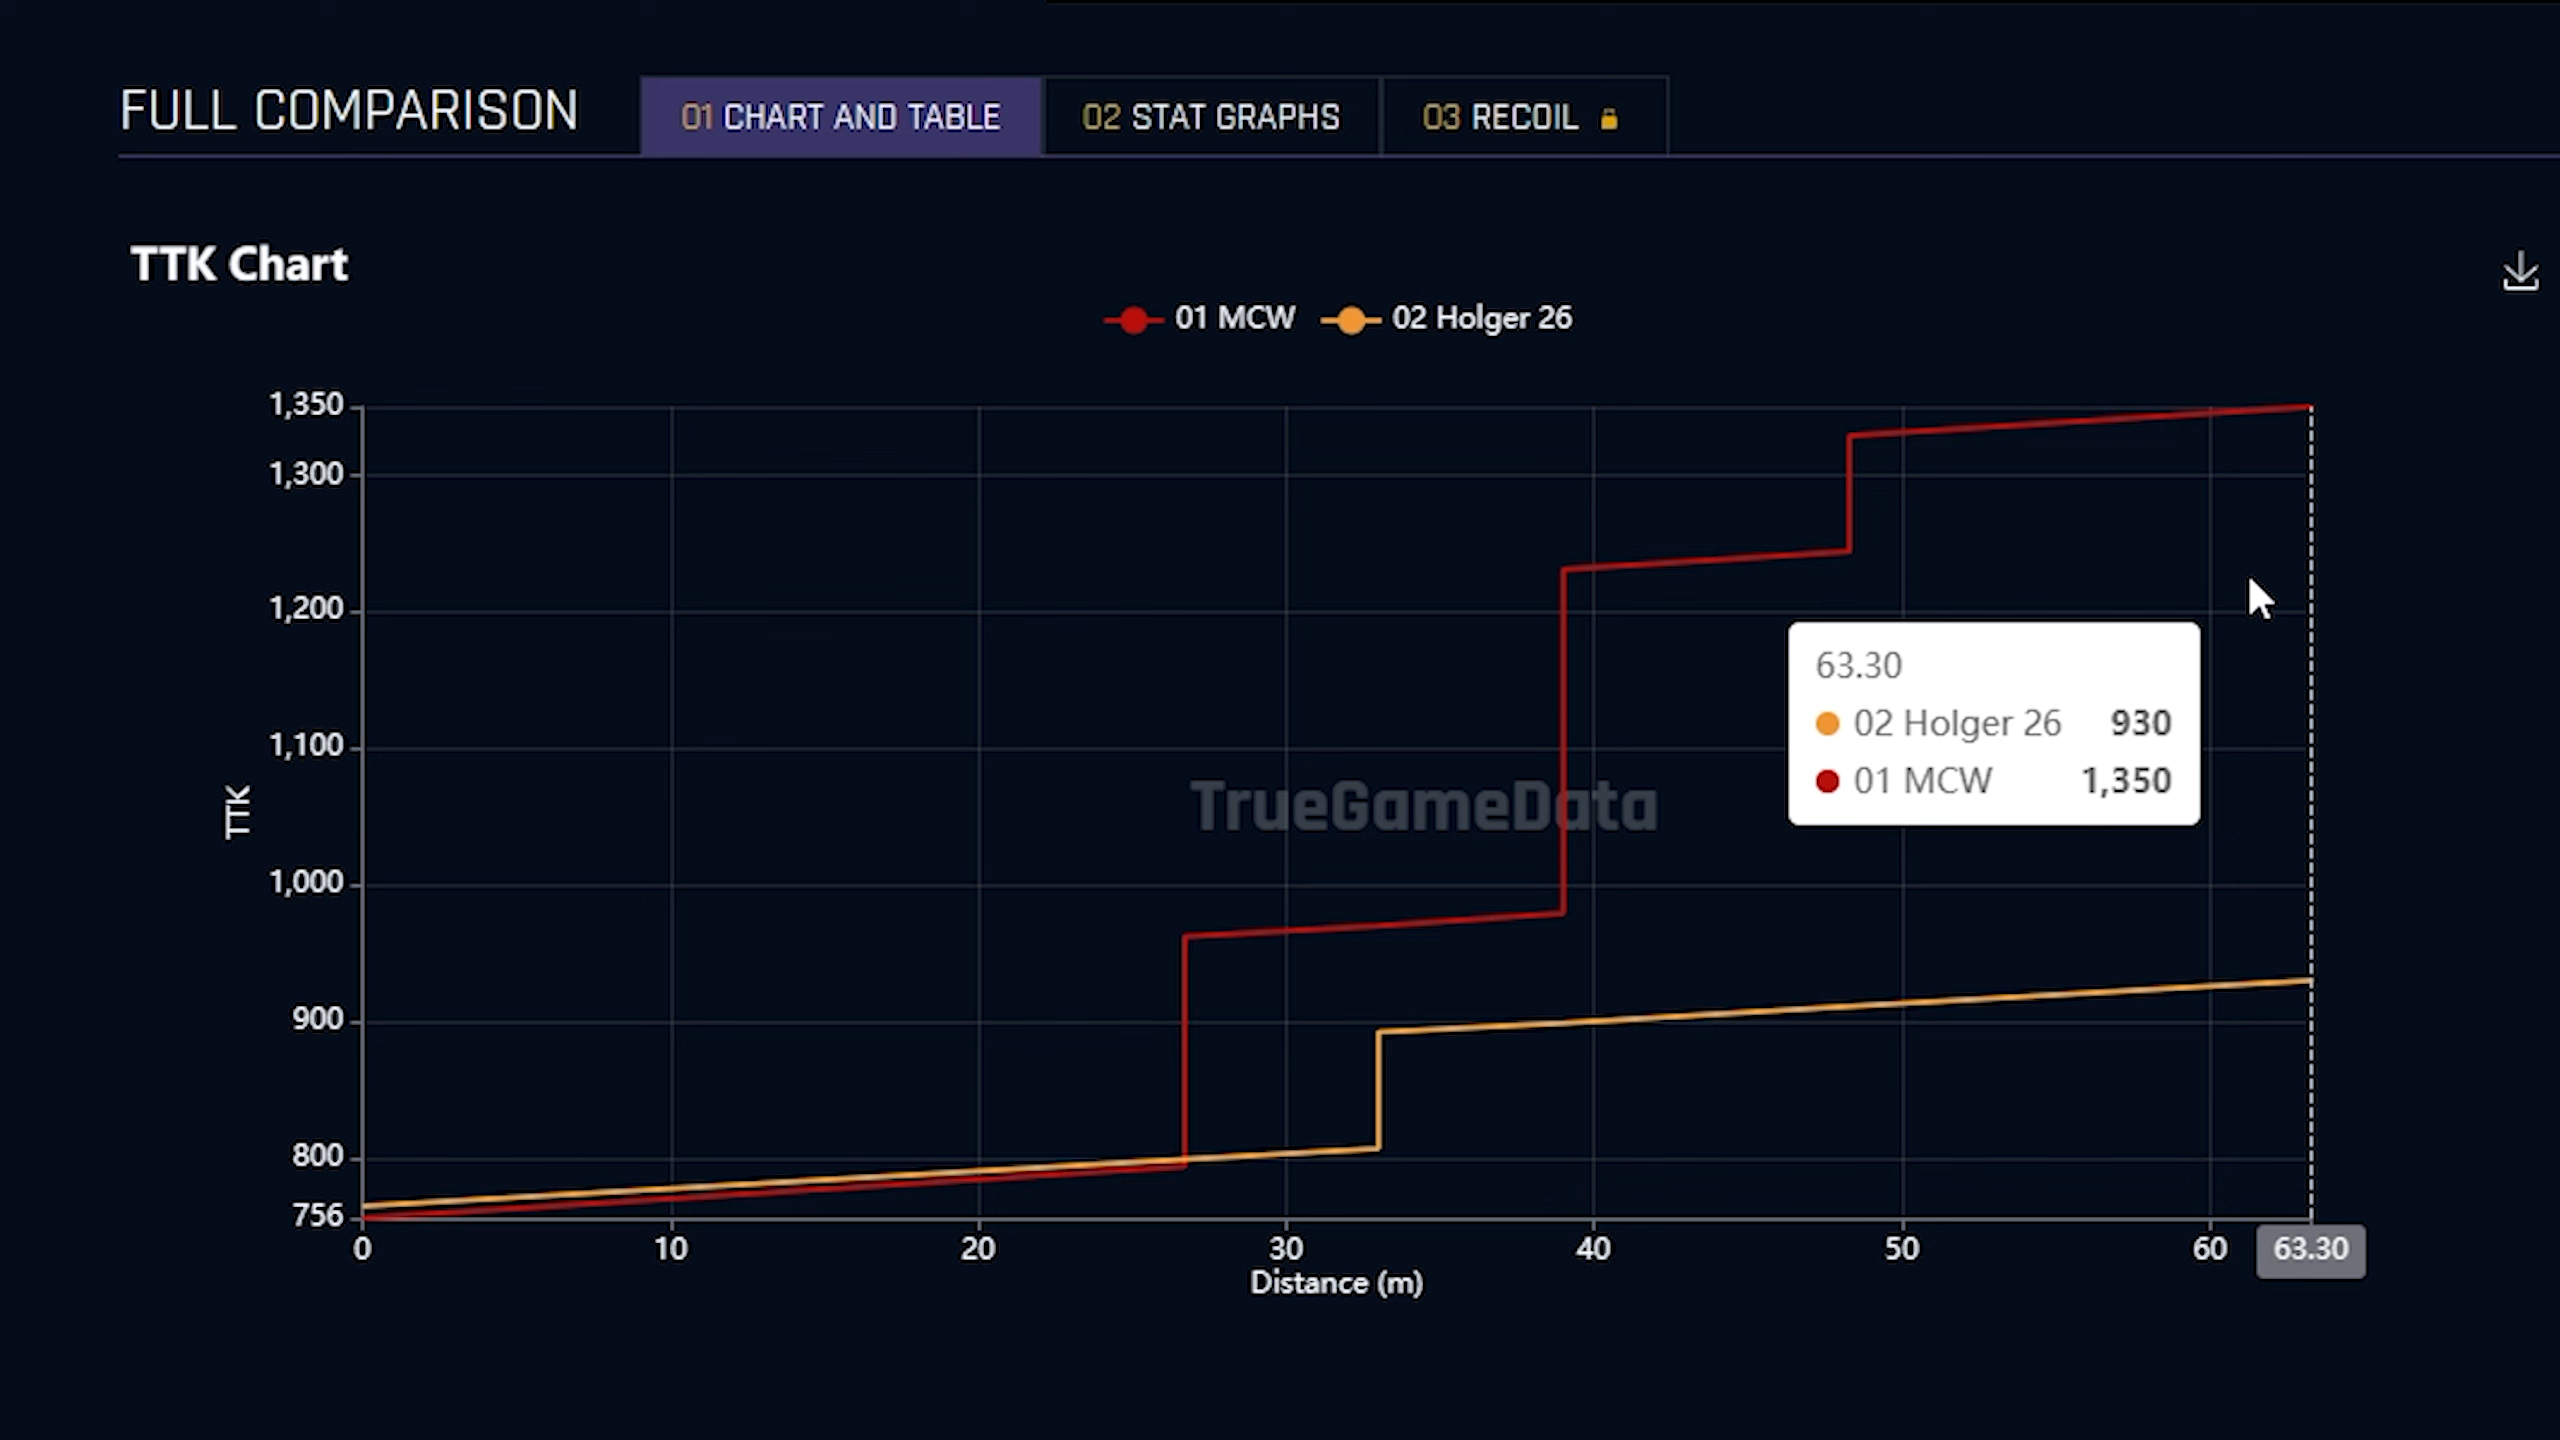 FULL COMPARISON
01 CHART AND TABLE
02 STAT GRAPHS
03 RECOIL
TTK Chart
01 MCW
02 Holger 26
1,350
1,300
1,200
1,100
1,000
900
800
756
TTK
TrueGameData
63.30
02 Holger 26 930
01 MCW 1,350
0 10 20 30 40 50 60 63.30
Distance (m)